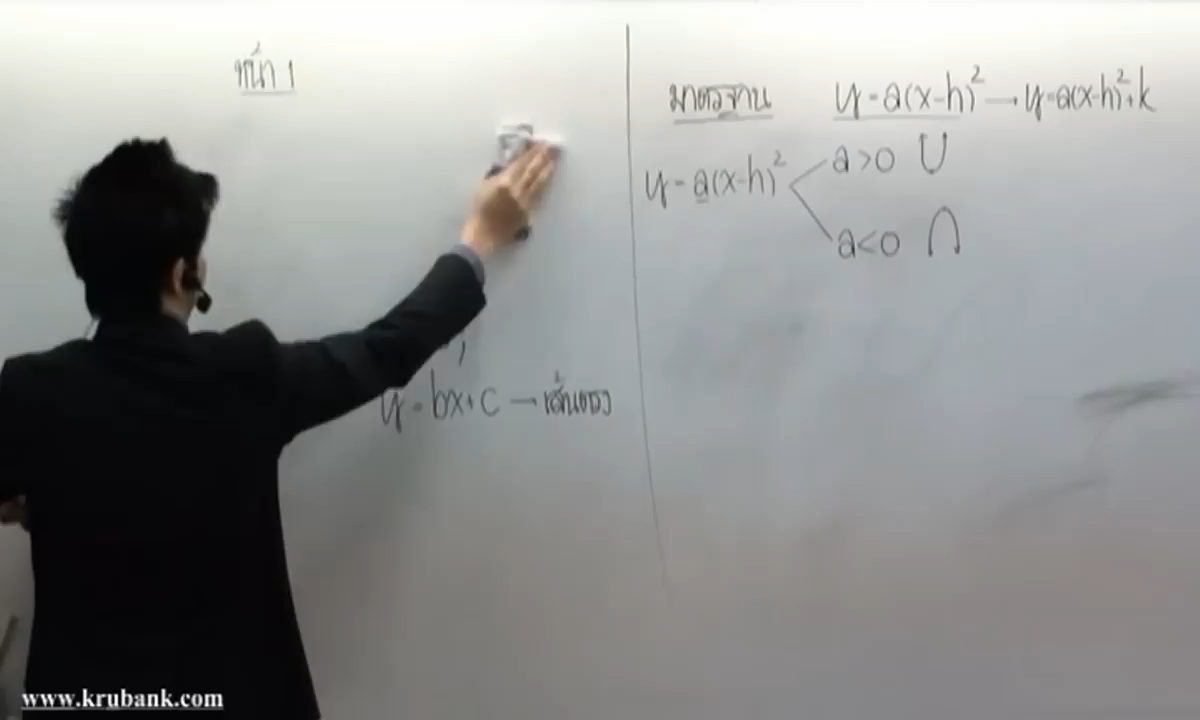 หน้า 1
y = bx + c → เส้นตรง
มาตรฐาน y = a(x-h)² → y = a(x-h)² + k
y = a(x-h)²
a > 0
a < 0
www.krubank.com